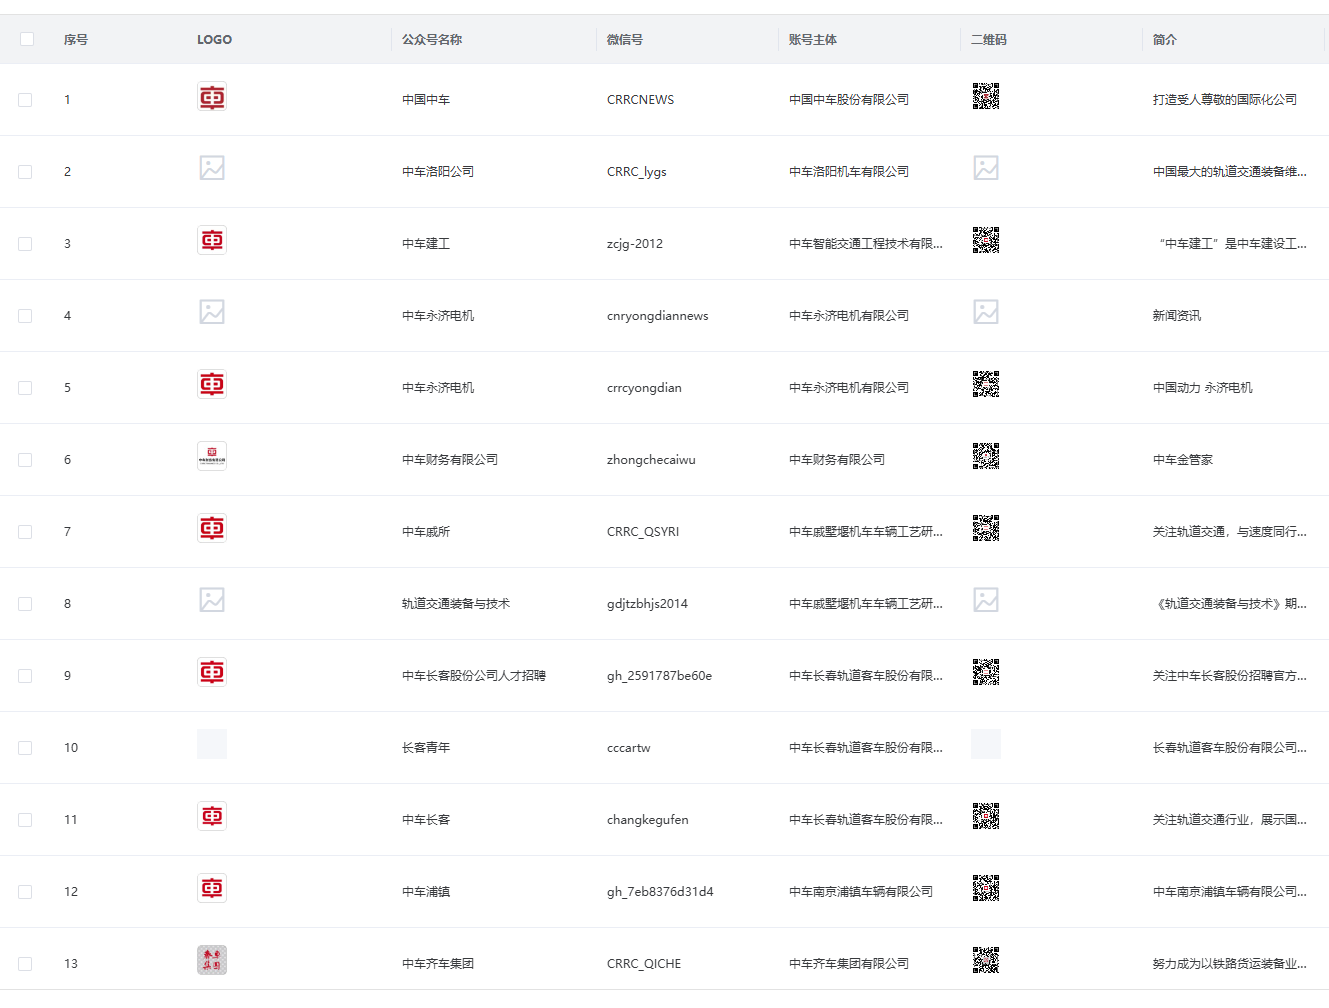 序号 LOGO 公众号名称 微信号 账号主体 二维码 简介
1 中国中车 CRRCNEWS 中国中车股份有限公司 打造受人尊敬的国际化公司
2 中车洛阳公司 CRRC_lygs 中车洛阳机车有限公司 中国最大的轨道交通装备维...
3 中车建工 zcjg-2012 中车智能交通工程技术有限... “中车建工”是中车建设工...
4 中车永济电机 cnryongdiannews 中车永济电机有限公司 新闻资讯
5 中车永济电机 crrcyongdian 中车永济电机有限公司 中国动力 永济电机
6 中车财务有限公司 zhongchecaiwu 中车财务有限公司 中车金管家
7 中车戚所 CRRC_QSYRI 中车戚墅堰机车车辆工艺研... 关注轨道交通，与速度同行...
8 轨道交通装备与技术 gdjtzbhjs2014 中车戚墅堰机车车辆工艺研... 《轨道交通装备与技术》期...
9 中车长客股份公司人才招聘 gh_2591787be60e 中车长春轨道客车股份有限... 关注中车长客股份招聘官方...
10 长客青年 cccartw 中车长春轨道客车股份有限... 长春轨道客车股份有限公司...
11 中车长客 changkegufen 中车长春轨道客车股份有限... 关注轨道交通行业，展示国...
12 中车浦镇 gh_7eb8376d31d4 中车南京浦镇车辆有限公司 中车南京浦镇车辆有限公司...
13 中车齐车集团 CRRC_QICHE 中车齐车集团有限公司 努力成为以铁路货运装备业...